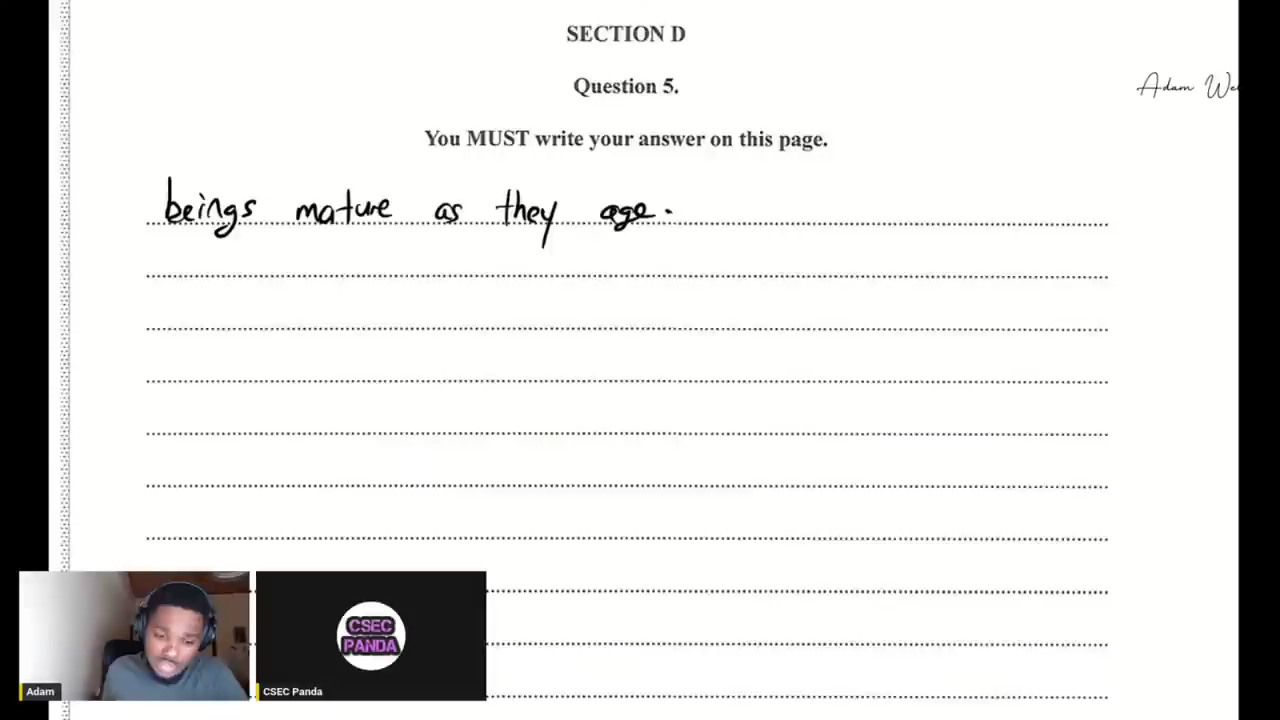 SECTION D
Question 5.
Adam
You MUST write your answer on this page.
beings mature as they age.
CSEC
PANDA
Adam
CSEC Panda